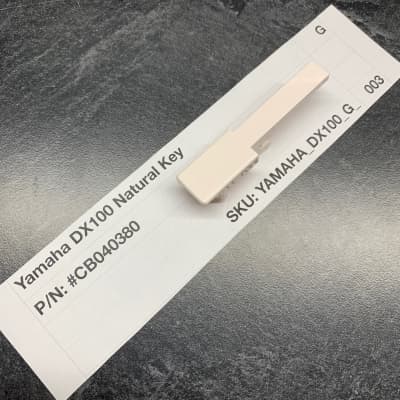 G
Yamaha DX100 Natural Key
P/N: #CB040380
SKU: YAMAHA_DX100_G_ 003